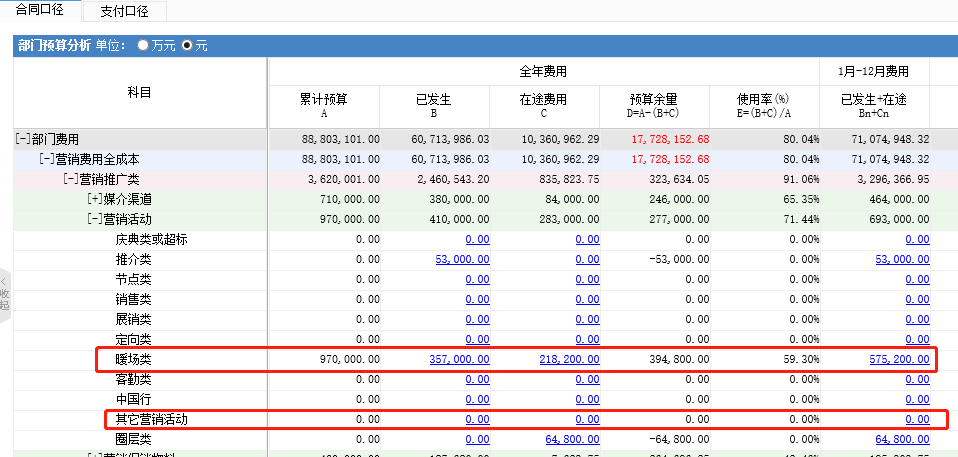 合同口径 支付口径
部门预算分析 单位： 万元 元
科目 全年费用 1月-12月费用
累计预算 已发生 在途费用 预算余量 使用率(%) 已发生+在途
A B C D=A-(B+C) E=(B+C)/A Bn+Cn
[-]部门费用 88,803,101.00 60,713,986.03 10,360,962.29 17,728,152.68 80.04% 71,074,948.32
[-]营销费用全成本 88,803,101.00 60,713,986.03 10,360,962.29 17,728,152.68 80.04% 71,074,948.32
[-]营销推广类 3,620,001.00 2,460,543.20 835,823.75 323,634.05 91.06% 3,296,366.95
[+]媒介渠道 710,000.00 380,000.00 84,000.00 246,000.00 65.35% 464,000.00
[-]营销活动 970,000.00 410,000.00 283,000.00 277,000.00 71.44% 693,000.00
庆典类或超标 0.00 0.00 0.00 0.00 0.00% 0.00
推介类 0.00 53,000.00 0.00 -53,000.00 0.00% 53,000.00
节点类 0.00 0.00 0.00 0.00 0.00% 0.00
销售类 0.00 0.00 0.00 0.00 0.00% 0.00
展销类 0.00 0.00 0.00 0.00 0.00% 0.00
定向类 0.00 0.00 0.00 0.00 0.00% 0.00
暖场类 970,000.00 357,000.00 218,200.00 394,800.00 59.30% 575,200.00
客勤类 0.00 0.00 0.00 0.00 0.00% 0.00
中国行 0.00 0.00 0.00 0.00 0.00% 0.00
其它营销活动 0.00 0.00 0.00 0.00 0.00% 0.00
圈层类 0.00 0.00 64,800.00 -64,800.00 0.00% 64,800.00
收起